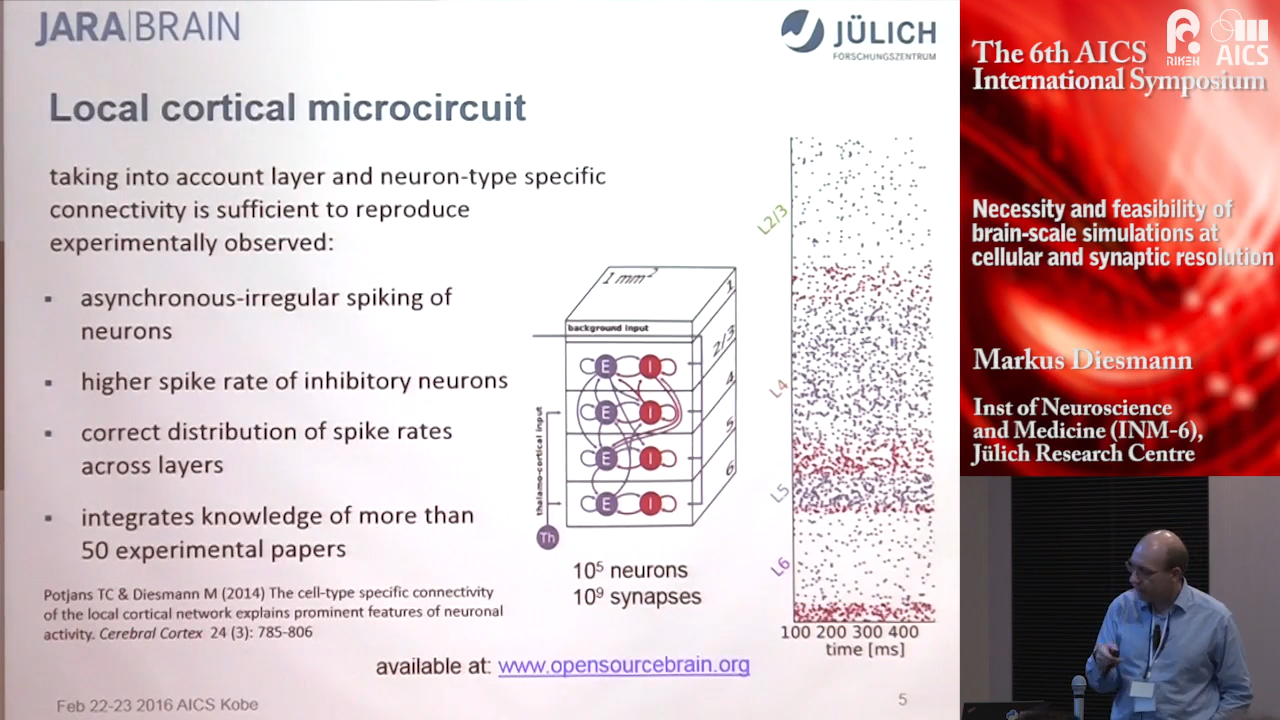 JARA|BRAIN
JÜLICH
FORSCHUNGSZENTRUM
Local cortical microcircuit
taking into account layer and neuron-type specific
connectivity is sufficient to reproduce
experimentally observed:
▪ asynchronous-irregular spiking of
neurons
▪ higher spike rate of inhibitory neurons
▪ correct distribution of spike rates
across layers
▪ integrates knowledge of more than
50 experimental papers
Potjans TC & Diesmann M (2014) The cell-type specific connectivity
of the local cortical network explains prominent features of neuronal
activity. Cerebral Cortex 24 (3): 785-806
available at: www.opensourcebrain.org
Feb 22-23 2016 AICS Kobe
5
1 mm²
background input
1
2/3
4
5
6
E I
E I
E I
E I
thalamo-cortical input
Th
10⁵ neurons
10⁹ synapses
L2/3
L4
L5
L6
100 200 300 400
time [ms]
RIKEN
AICS
The 6th AICS
International Symposium
Necessity and feasibility of
brain-scale simulations at
cellular and synaptic resolution
Markus Diesmann
Inst of Neuroscience
and Medicine (INM-6),
Jülich Research Centre